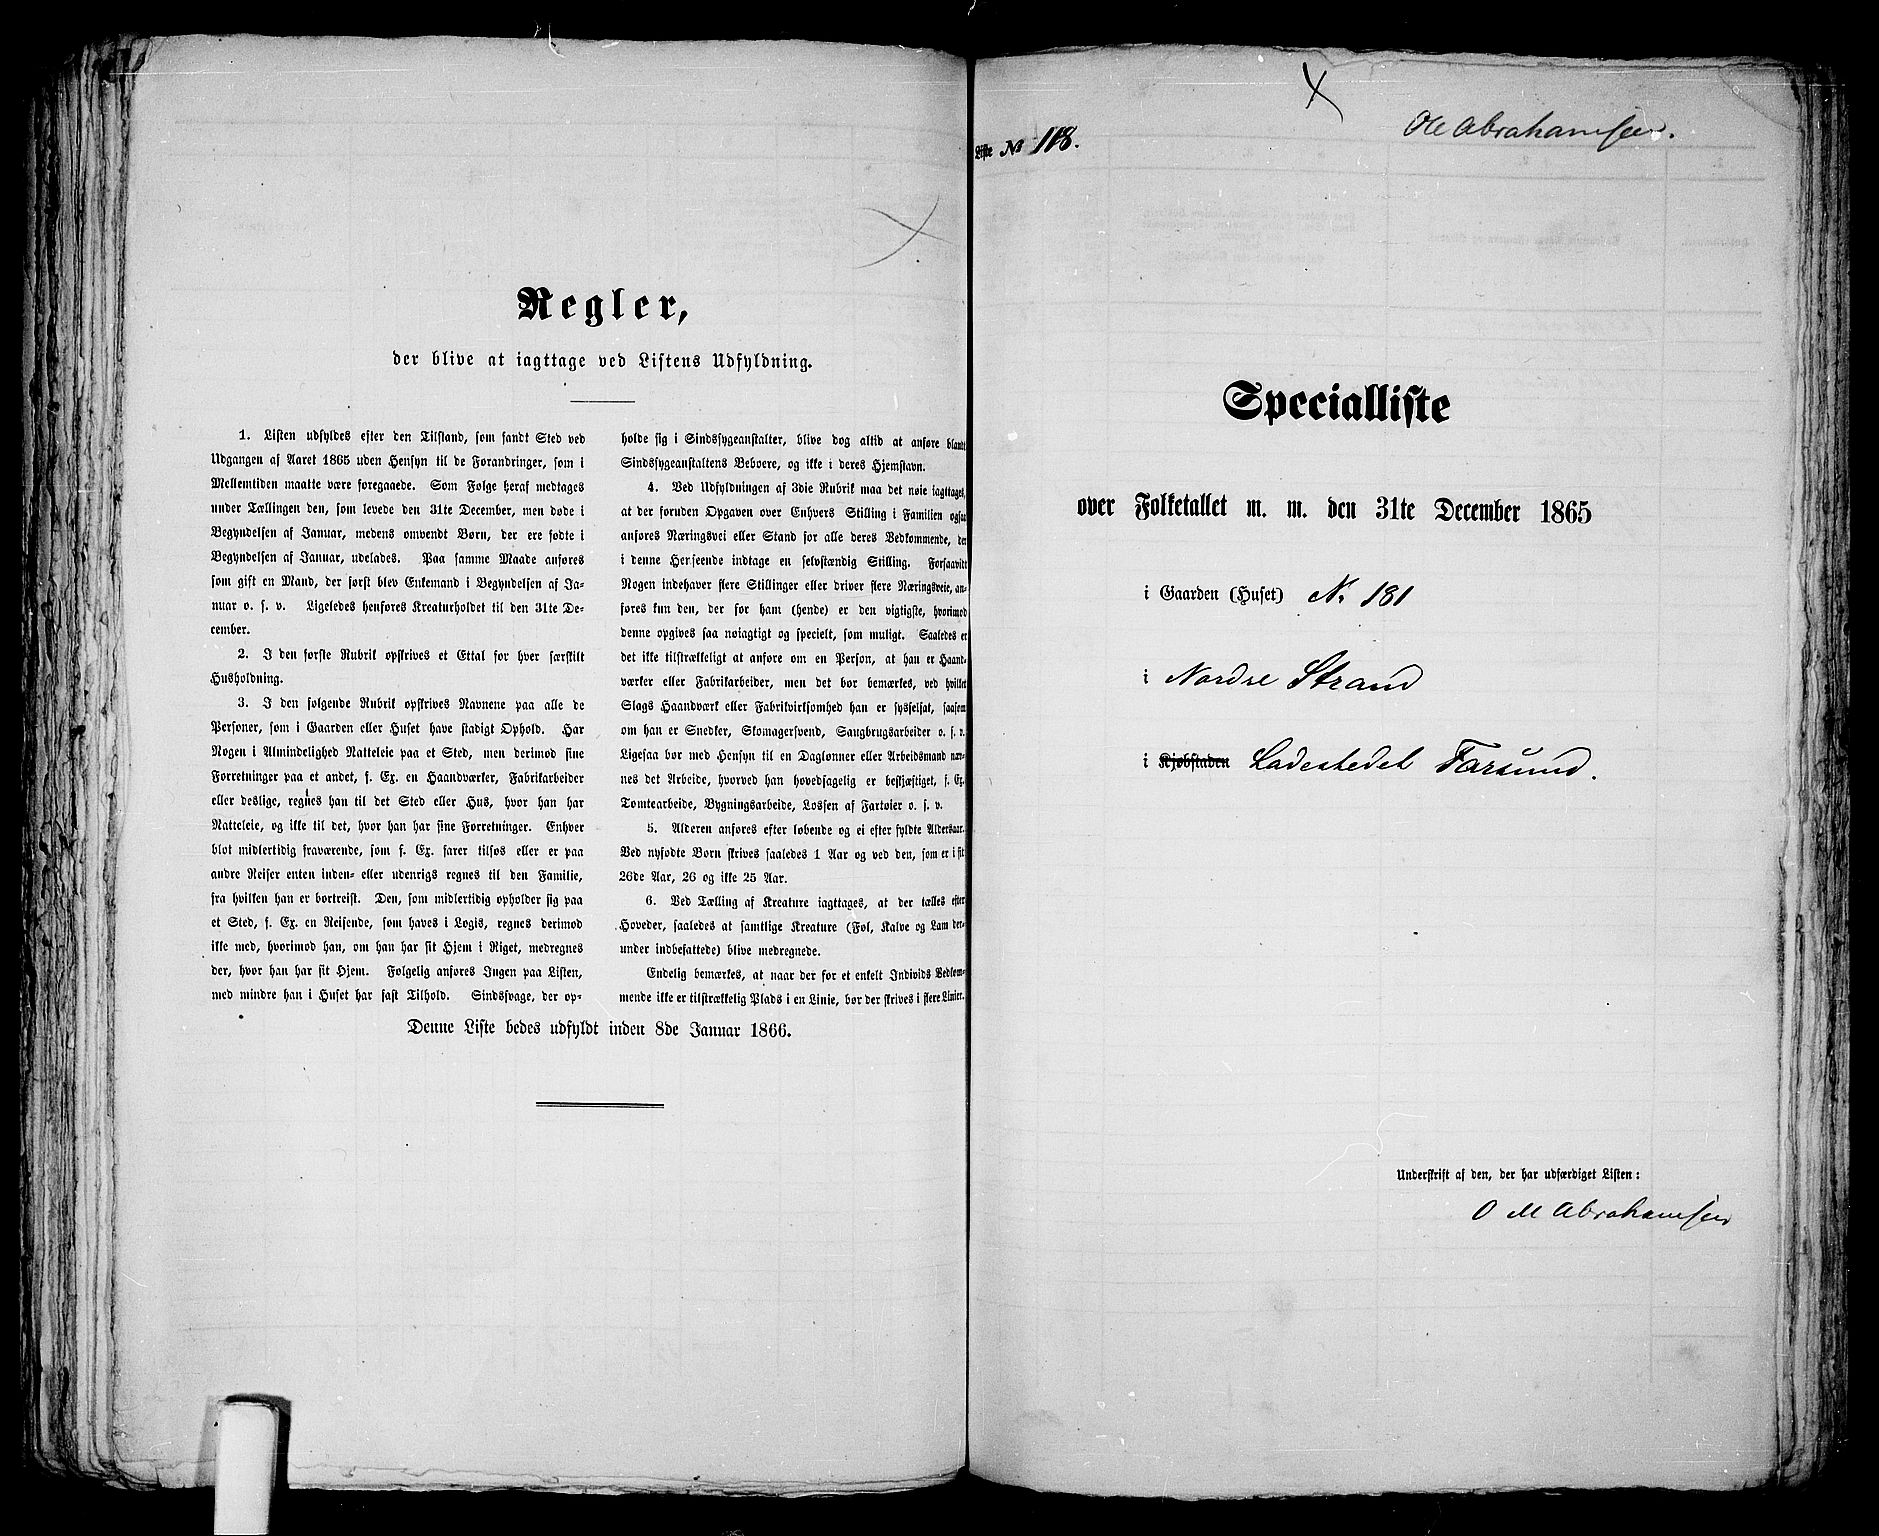 Regler,
der blive at iagttage ved Listens Udfyldning.
1. Listen udfyldes efter den Tilstand, som fandt Sted ved
Udgangen af Aaret 1865 uden Hensyn til de Forandringer, som i
Mellemtiden maatte være foregaaede. Som Følge heraf medtages
under Tællingen den, som levede den 31te December, men døde i
Begyndelsen af Januar, medens omvendt Børn, der ere fødte i
Begyndelsen af Januar, udelades. Paa samme Maade anføres
som gift en Mand, der først blev Enkemand i Begyndelsen af Ja-
nuar o. s. v. Ligeledes henføres Kreaturholdet til den 31te De-
cember.
2. I den første Rubrik opskrives et Ettal for hver særskilt
Husholdning.
3. I den følgende Rubrik opskrives Navnene paa alle de
Personer, som i Gaarden eller Huset have stadigt Ophold. Har
Nogen i Almindelighed Natteleie paa et Sted, men derimod sine
Forretninger paa et andet, f. Ex. en Haandværker, Fabrikarbeider
eller deslige, regnes han til det Sted eller Hus, hvor han har
Natteleie, og ikke til det, hvor han har sine Forretninger. Enhver
blot midlertidig fraværende, som f. Ex. farer tilsøs eller er paa
andre Reiser enten inden- eller udenrigs regnes til den Familie,
fra hvilken han er bortreist. Den, som midlertidig opholder sig paa
et Sted, f. Ex. en Reisende, som haves i Logis, regnes derimod
ikke med, hvorimod han, om han har sit Hjem i Riget, medregnes
der, hvor han har sit Hjem. Følgelig anføres Ingen paa Listen,
med mindre han i Huset har fast Tilhold. Sindssvage, der op-
holde sig i Sindssygeanstalter, blive dog altid at anføre blandt
Sindssygeanstaltens Beboere, og ikke i deres Hjemstavn.
4. Ved Udfyldningen af 3die Rubrik maa det nøie iagttages,
at der foruden Opgaven over Enhvers Stilling i Familien ogsaa
anføres Næringsvei eller Stand for alle deres Vedkommende, der
i denne Henseende indtage en selvstændig Stilling. Forsaavidt
Nogen indehaver flere Stillinger eller driver flere Næringsveie, an-
føres kun den, der for ham (hende) er den vigtigste, hvorimod
denne opgives saa nøiagtigt og specielt, som muligt. Saaledes er
det ikke tilstrækkeligt at anføre om en Person, at han er Haand-
værker eller Fabrikarbeider, men det bør bemærkes, ved hvilket
Slags Haandværk eller Fabrikvirksomhed han er sysselsat, saasom
om han er Snedker, Skomagersvend, Saugbrugsarbeider o. s. v.
Ligesaa bør med Hensyn til en Daglønner eller Arbeidsmand næv-
nes det Arbeide, hvorved han hovedsagelig er beskjæftiget, f. Ex.
Tomtearbeide, Bygningsarbeide, Lossen af Fartøier o. s. v.
5. Alderen anføres efter løbende og ei efter fyldte Aldersaar.
Ved nyfødte Børn skrives saaledes 1 Aar og ved den, som er i sit
26de Aar, 26 og ikke 25 Aar.
6. Ved Tælling af Kreature iagttages, at der tælles efter
Hoveder, saaledes at samtlige Kreature (Føl, Kalve og Lam der-
under indbefattede) blive medregnede.
Endelig bemærkes, at naar der for et enkelt Individs Vedkom-
mende ikke er tilstrækkelig Plads i en Linie, bør der skrives i flere Linier.
Denne Liste bedes udfyldt inden 8de Januar 1866.
Ole Abrahamsen.
Liste No 118.
Specialliste
over Folketallet m. m. den 31te December 1865
i Gaarden (Huset) No 181
i Nordre Strand
i Kjøbstaden Ladestedet Farsund.
Underskrift af den, der har udfærdiget Listen:
O M Abrahamsen